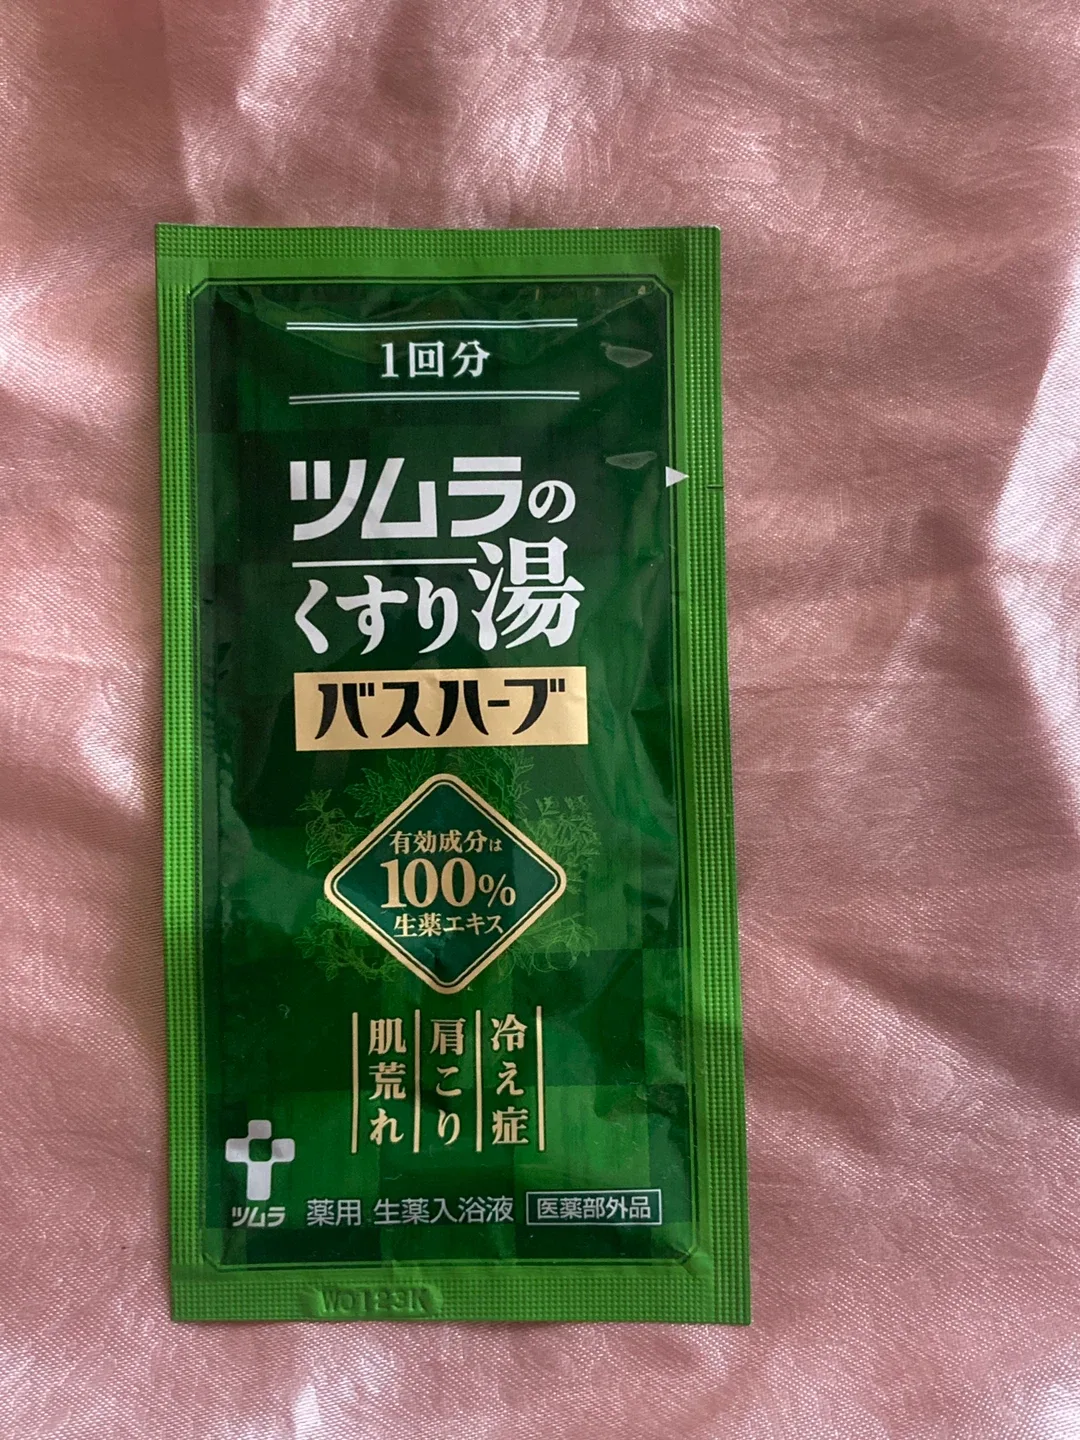 1回分
ツムラの
くすり湯
バスハーブ
有効成分は
100%
生薬エキス
冷え症
肩こり
肌荒れ
ツムラ
薬用 生薬入浴液 医薬部外品